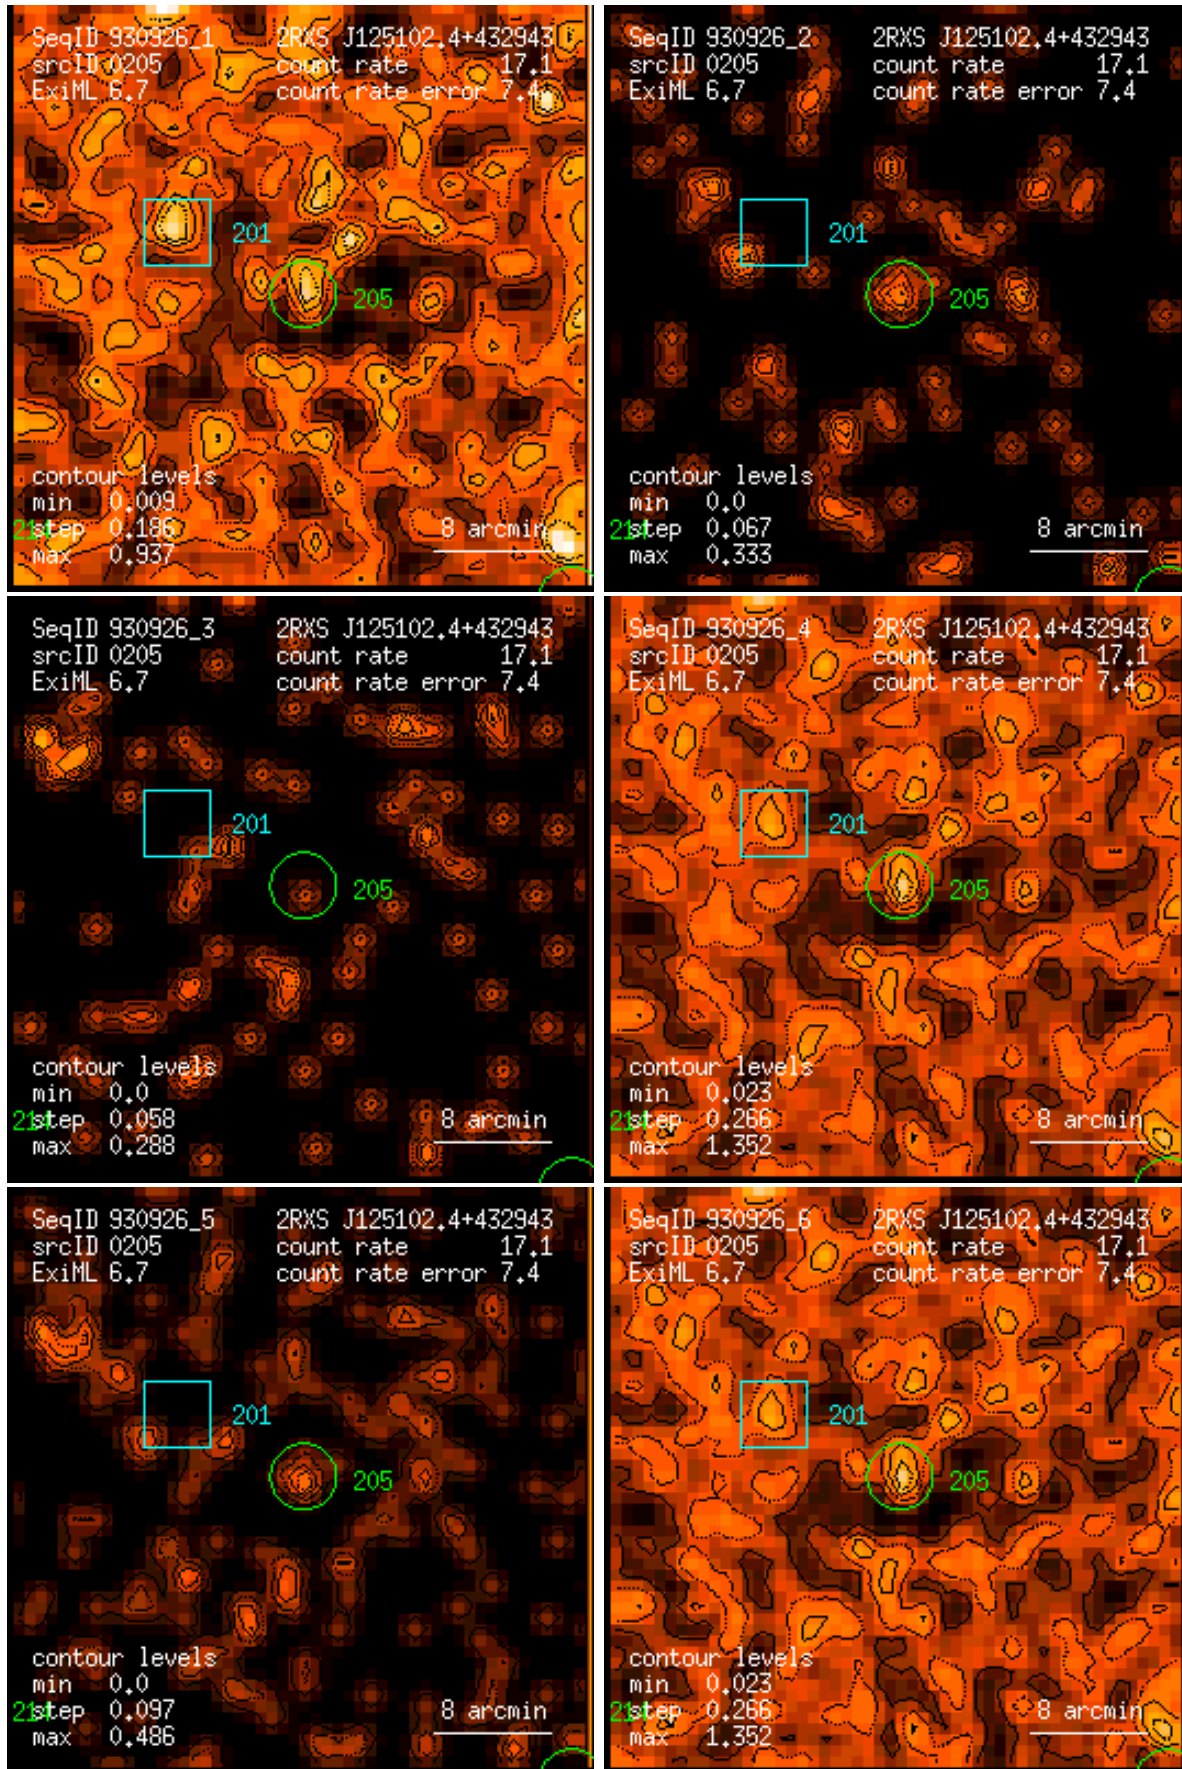 SeqID 930926_1 2RXS J125102.4+432943
srcID 0205 count rate 17.1
ExiML 6.7 count rate error 7.4
201
205
contour levels
min 0.009
step 0.186 8 arcmin
max 0.937
SeqID 930926_2 2RXS J125102.4+432943
srcID 0205 count rate 17.1
ExiML 6.7 count rate error 7.4
201
205
contour levels
min 0.0
step 0.067 8 arcmin
max 0.333
SeqID 930926_3 2RXS J125102.4+432943
srcID 0205 count rate 17.1
ExiML 6.7 count rate error 7.4
201
205
contour levels
min 0.0
step 0.058 8 arcmin
max 0.288
SeqID 930926_4 2RXS J125102.4+432943
srcID 0205 count rate 17.1
ExiML 6.7 count rate error 7.4
201
205
contour levels
min 0.023
step 0.266 8 arcmin
max 1.352
SeqID 930926_5 2RXS J125102.4+432943
srcID 0205 count rate 17.1
ExiML 6.7 count rate error 7.4
201
205
contour levels
min 0.0
step 0.097 8 arcmin
max 0.486
SeqID 930926_6 2RXS J125102.4+432943
srcID 0205 count rate 17.1
ExiML 6.7 count rate error 7.4
201
205
contour levels
min 0.023
step 0.266 8 arcmin
max 1.352